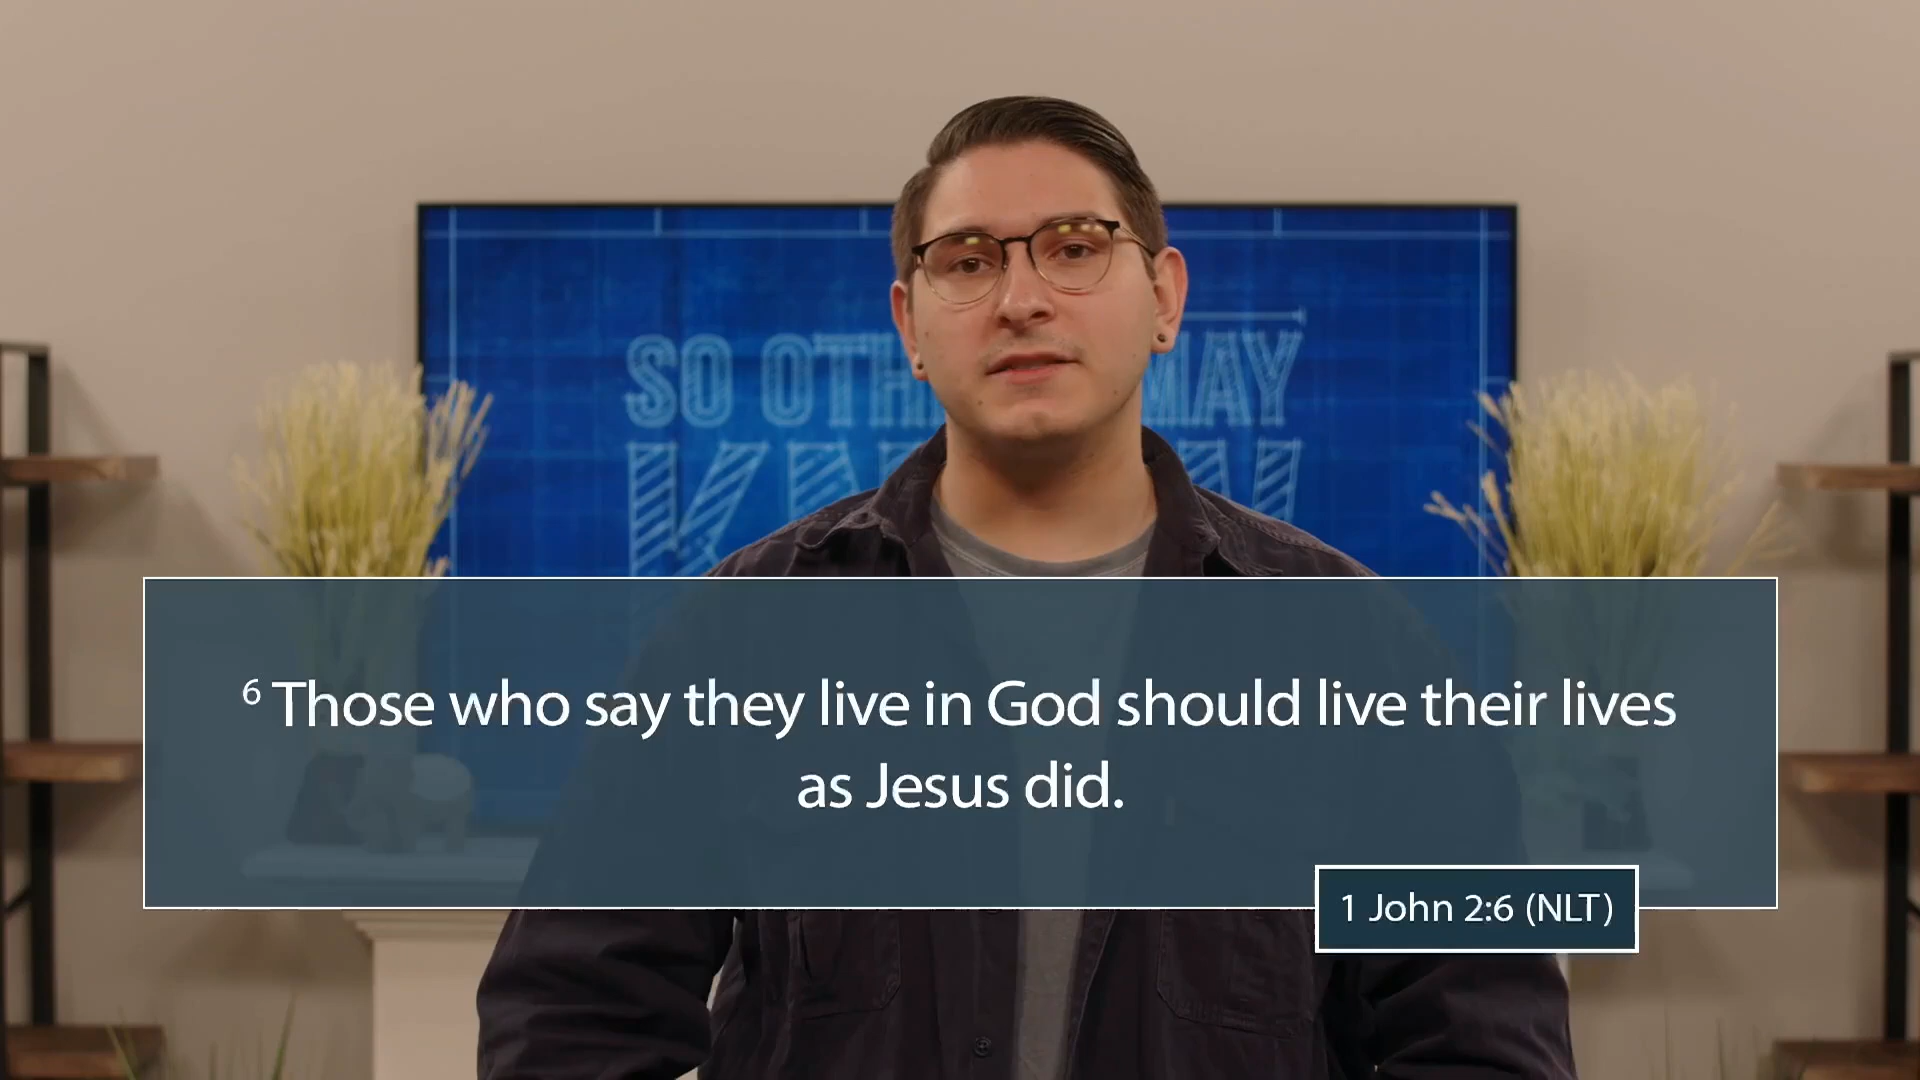 SO OTH MAY
⁶ Those who say they live in God should live their lives
as Jesus did.
1 John 2:6 (NLT)